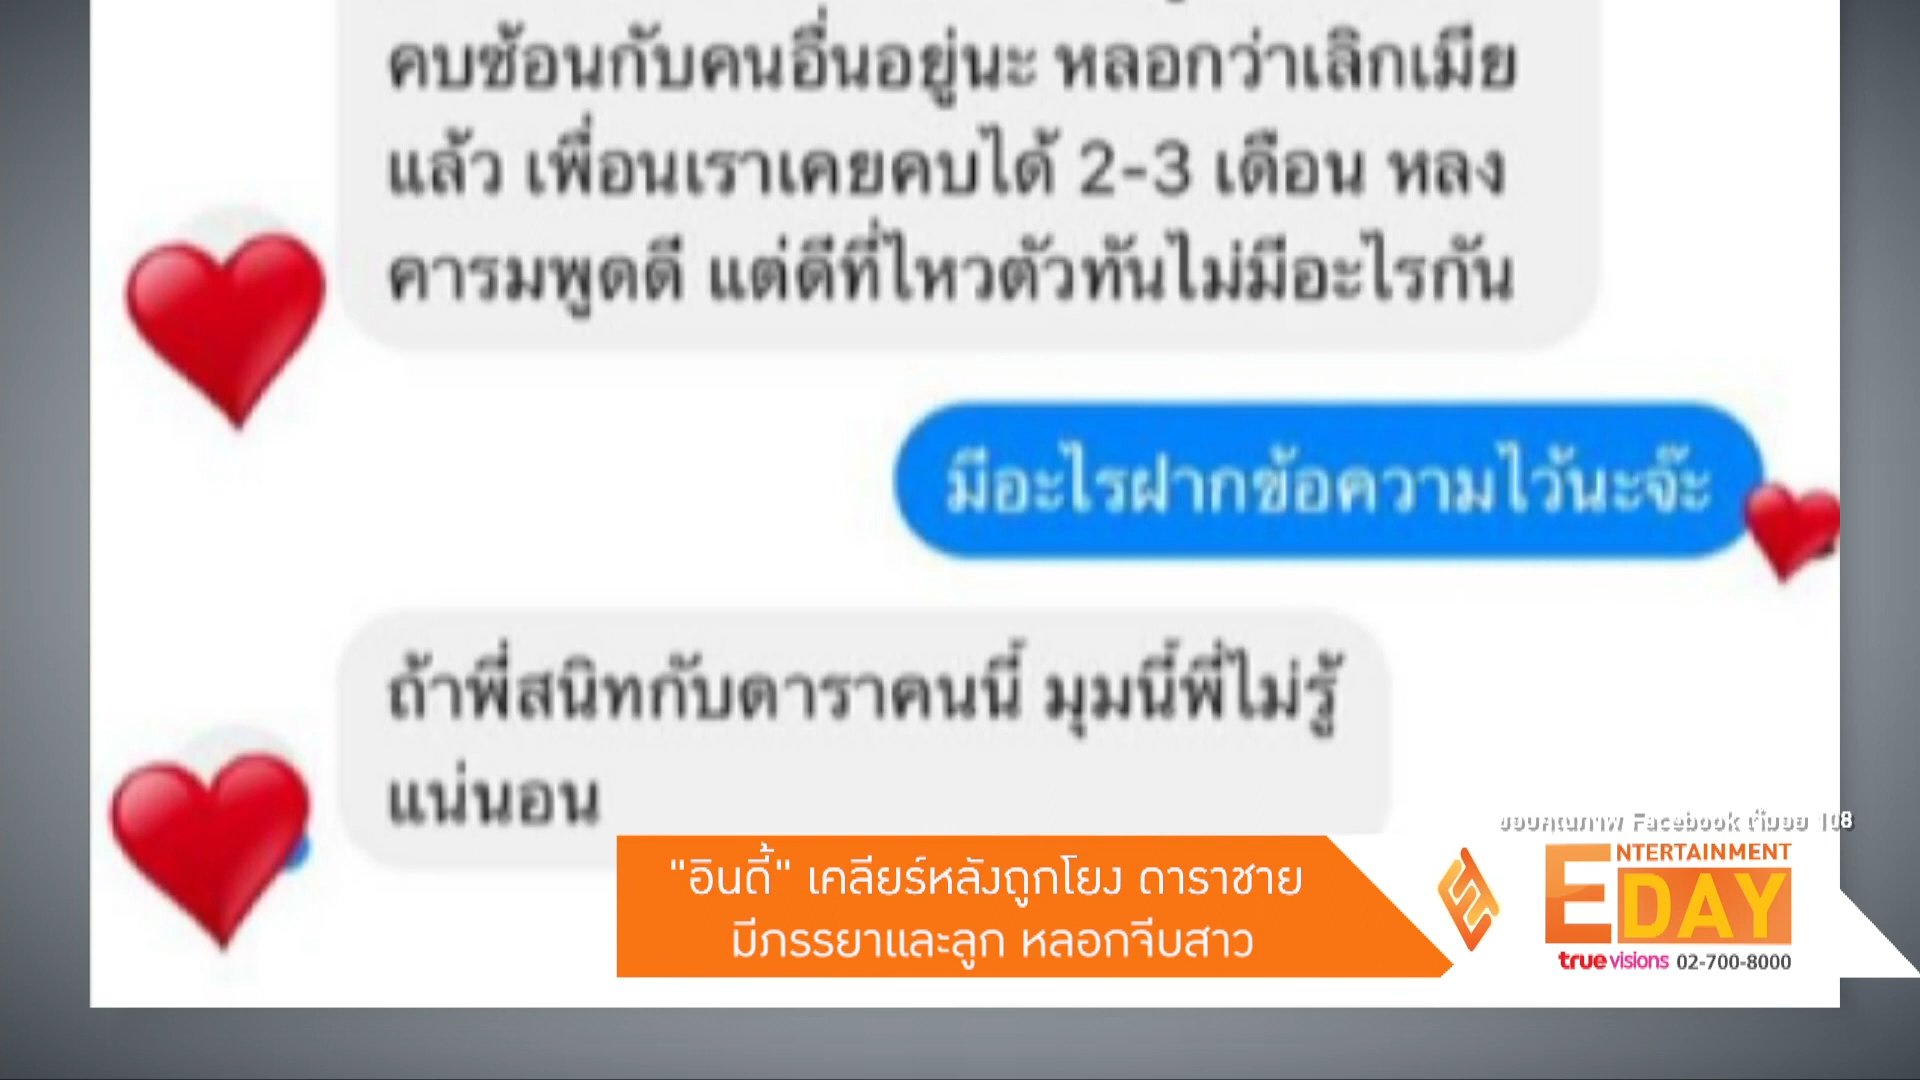 คบซ้อนกับคนอื่นอยู่นะ หลอกว่าเลิกเมีย
แล้ว เพื่อนเราเคยคบได้ 2-3 เดือน หลง
คารมพูดดี แต่ดีที่ไหวตัวทันไม่มีอะไรกัน
มีอะไรฝากข้อความไว้นะจ๊ะ
ถ้าพี่สนิทกับดาราคนนี้ มุมนี้พี่ไม่รู้
แน่นอน
ขอบคุณภาพ Facebook ต้มอย 108
"อินดี้" เคลียร์หลังถูกโยง ดาราชาย
มีภรรยาและลูก หลอกจีบสาว
ENTERTAINMENT
DAY
truevisions 02-700-8000